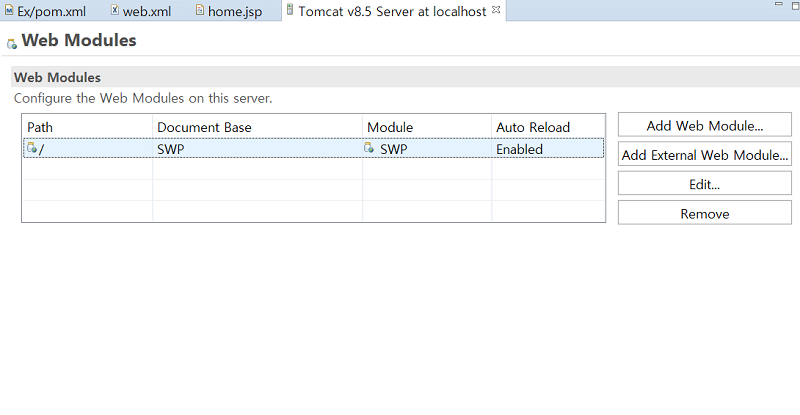 Ex/pom.xml web.xml home.jsp Tomcat v8.5 Server at localhost
Web Modules
Web Modules
Configure the Web Modules on this server.
Path Document Base Module Auto Reload
/ SWP SWP Enabled
Add Web Module...
Add External Web Module...
Edit...
Remove